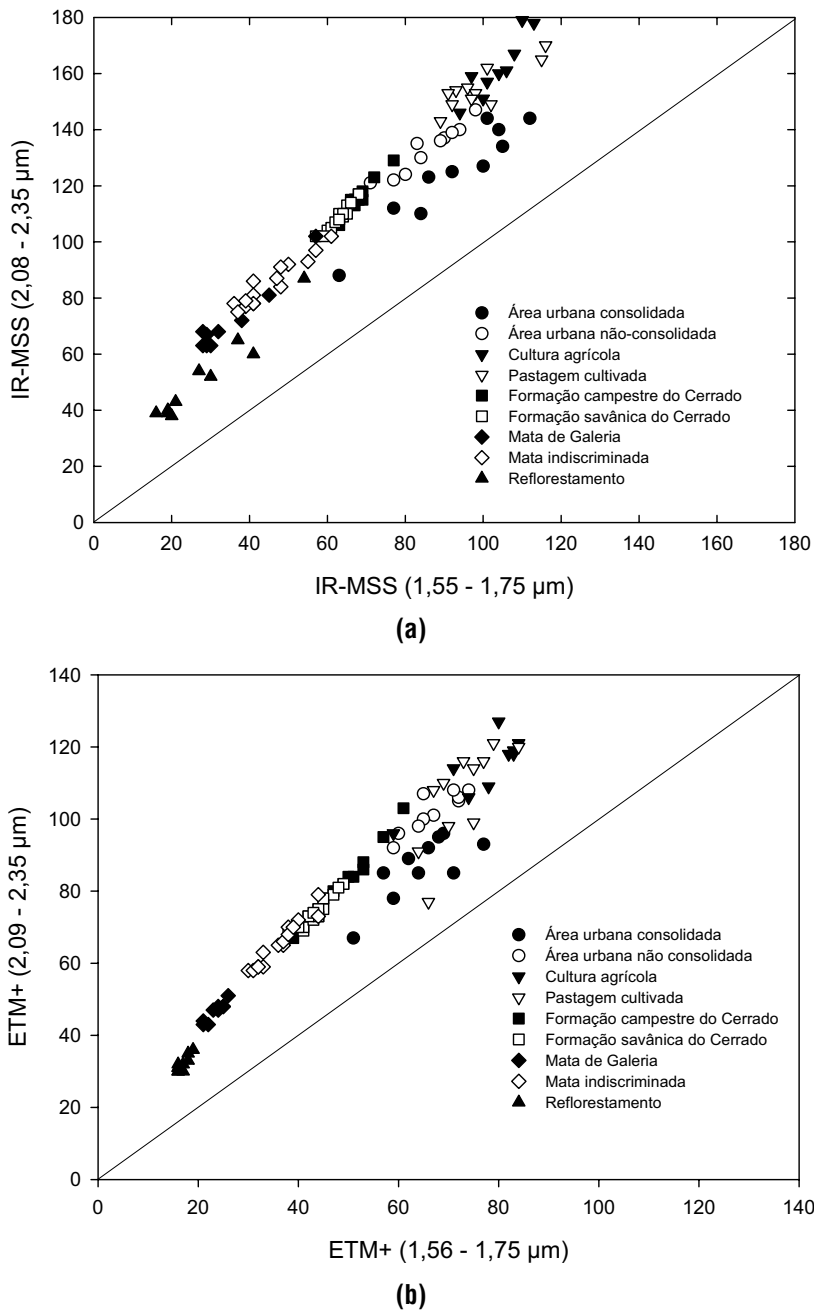 180
160
140
120
100
80
60
40
20
0
IR-MSS (2,08 - 2,35 µm)
Área urbana consolidada
Área urbana não-consolidada
Cultura agrícola
Pastagem cultivada
Formação campestre do Cerrado
Formação savânica do Cerrado
Mata de Galeria
Mata indiscriminada
Reflorestamento
0 20 40 60 80 100 120 140 160 180
IR-MSS (1,55 - 1,75 µm)
(a)
140
120
100
80
60
40
20
0
ETM+ (2,09 - 2,35 µm)
Área urbana consolidada
Área urbana não consolidada
Cultura agrícola
Pastagem cultivada
Formação campestre do Cerrado
Formação savânica do Cerrado
Mata de Galeria
Mata indiscriminada
Reflorestamento
0 20 40 60 80 100 120 140
ETM+ (1,56 - 1,75 µm)
(b)